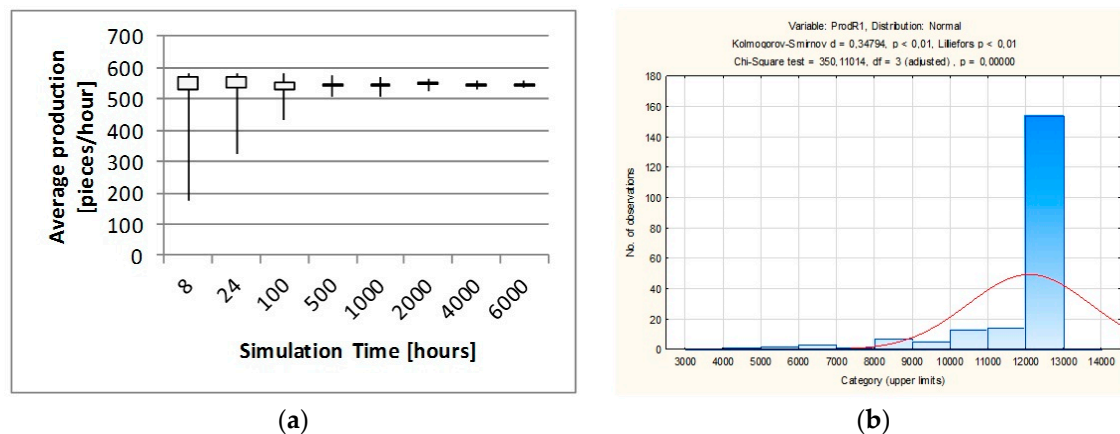 700
600
500
400
300
200
100
0
Average production
[pieces/hour]
8
24
100
500
1000
2000
4000
6000
Simulation Time [hours]
(a)
Variable: ProdR1, Distribution: Normal
Kolmogorov-Smirnov d = 0,34794, p < 0,01, Lilliefors p < 0,01
Chi-Square test = 350,11014, df = 3 (adjusted) , p = 0,00000
180
160
140
120
100
80
60
40
20
0
No. of observations
3000 4000 5000 6000 7000 8000 9000 10000 11000 12000 13000 14000
Category (upper limits)
(b)